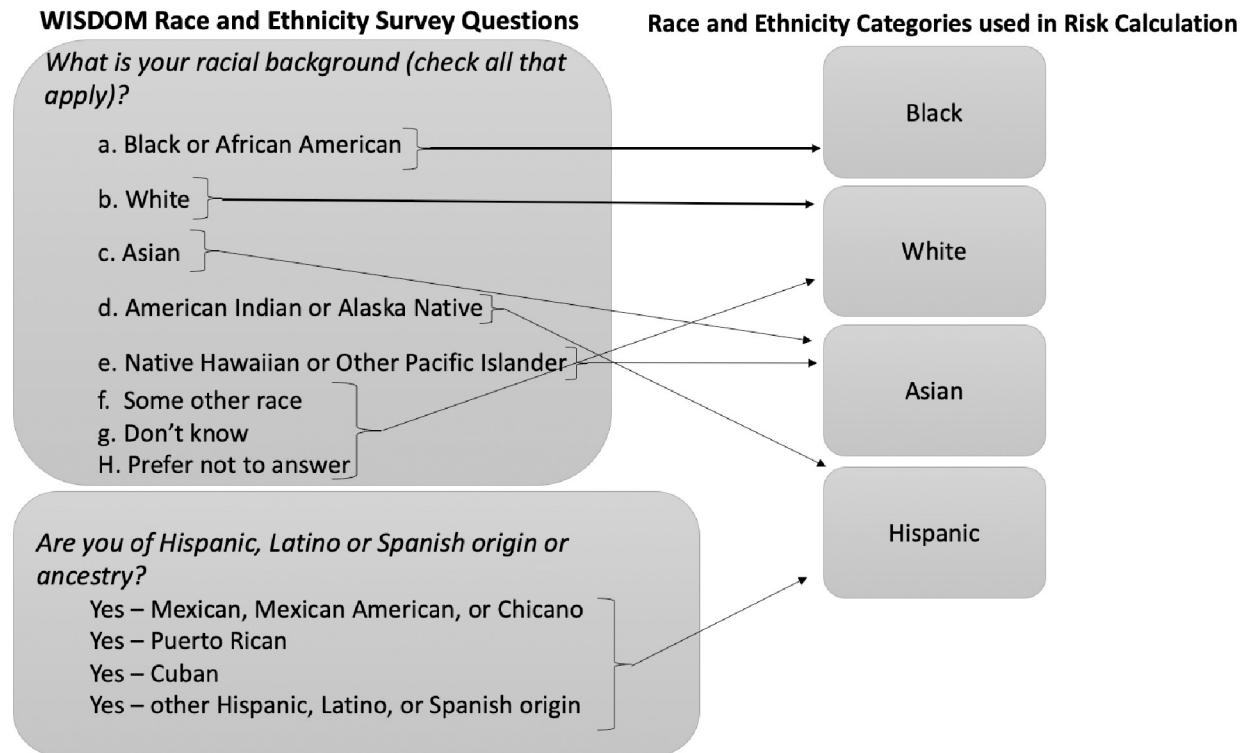 WISDOM Race and Ethnicity Survey Questions
What is your racial background (check all that
apply)?
a. Black or African American
b. White
c. Asian
d. American Indian or Alaska Native
e. Native Hawaiian or Other Pacific Islander
f. Some other race
g. Don’t know
H. Prefer not to answer
Are you of Hispanic, Latino or Spanish origin or
ancestry?
Yes – Mexican, Mexican American, or Chicano
Yes – Puerto Rican
Yes – Cuban
Yes – other Hispanic, Latino, or Spanish origin
Race and Ethnicity Categories used in Risk Calculation
Black
White
Asian
Hispanic